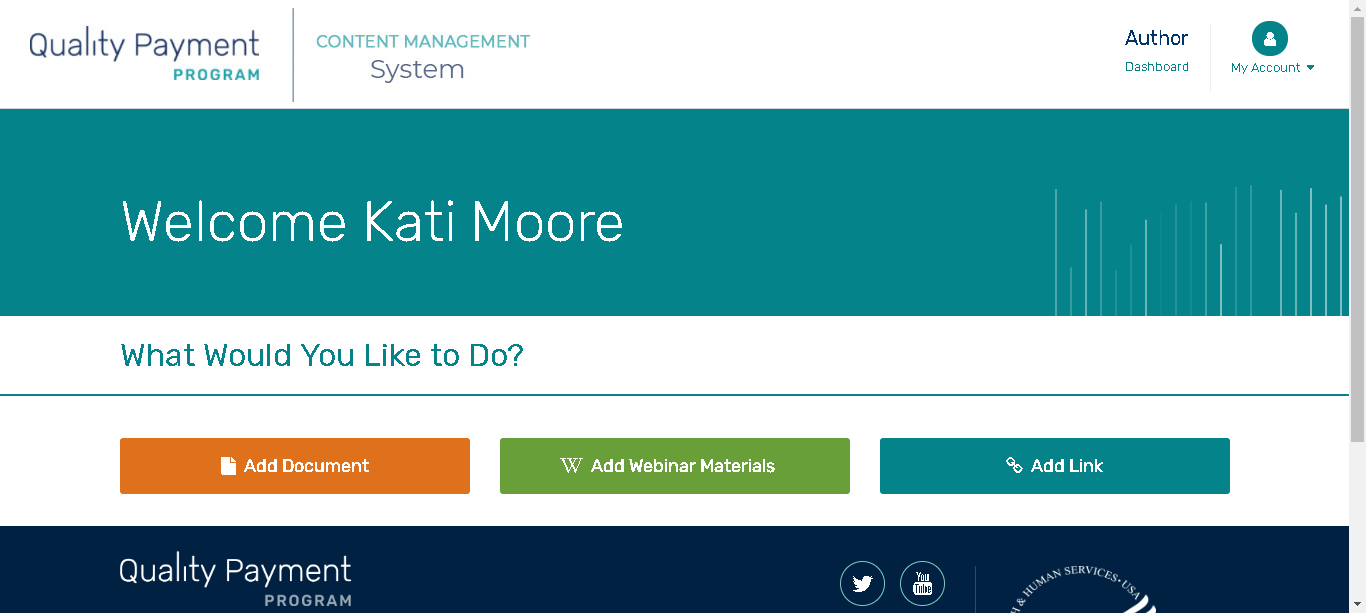 Quality Payment
PROGRAM
CONTENT MANAGEMENT
System
Author
Dashboard
My Account
Welcome Kati Moore
What Would You Like to Do?
Add Document
W Add Webinar Materials
Add Link
Quality Payment
PROGRAM
You
Tube
& HUMAN SERVICES · USA